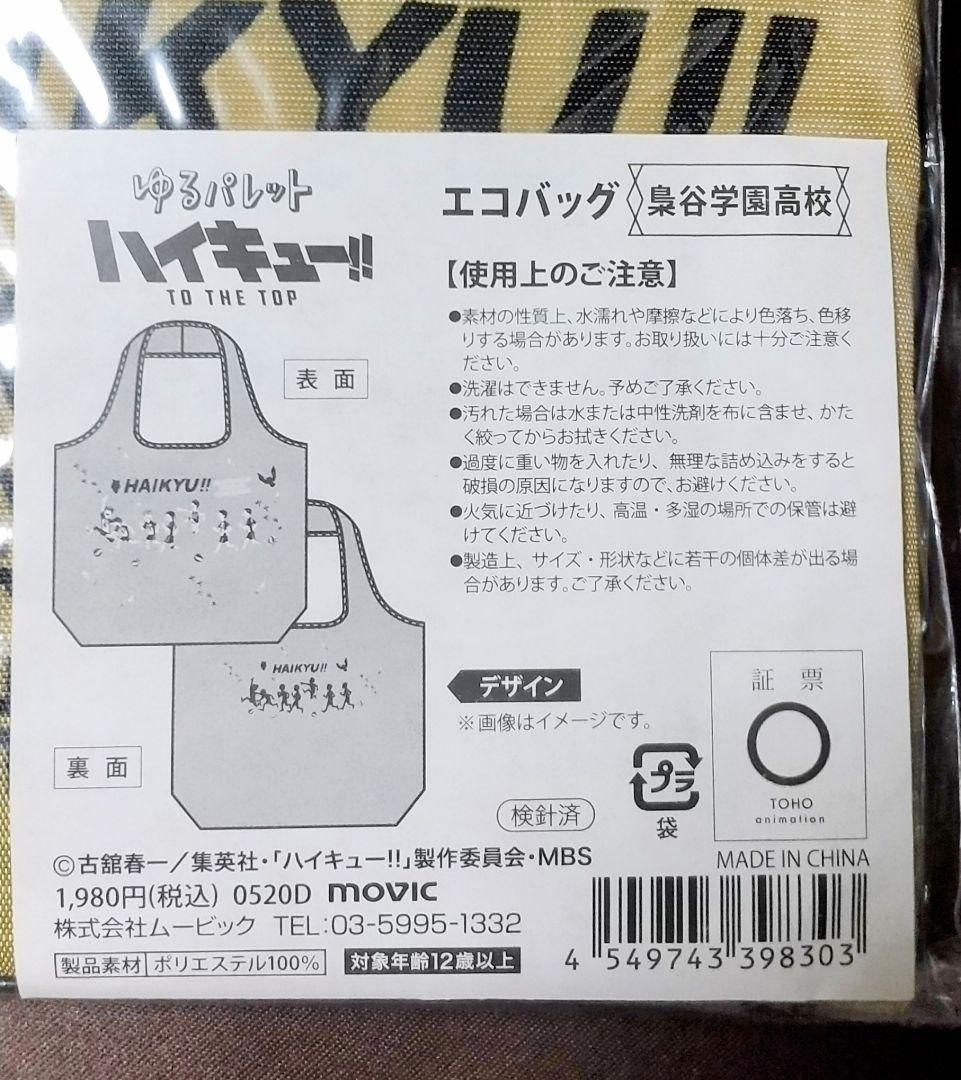 KYU!!
ゆるパレット
ハイキュー!!
TO THE TOP
エコバッグ 梟谷学園高校
【使用上のご注意】
●素材の性質上、水濡れや摩擦などにより色落ち、色移
りする場合があります。お取り扱いには十分ご注意く
ださい。
●洗濯はできません。予めご了承ください。
●汚れた場合は水または中性洗剤を布に含ませ、かた
く絞ってからお拭きください。
●過度に重い物を入れたり、無理な詰め込みをすると
破損の原因になりますので、お避けください。
●火気に近づけたり、高温・多湿の場所での保管は避
けてください。
●製造上、サイズ・形状などに若干の個体差が出る場
合があります。ご了承ください。
表面
HAIKYU!!
HAIKYU!!
裏面
デザイン
※画像はイメージです。
検針済
プラ
袋
証票
TOHO
animation
©古舘春一／集英社・「ハイキュー!!」製作委員会・MBS
1,980円(税込) 0520D movic
株式会社ムービック TEL:03-5995-1332
製品素材 ポリエステル100%
対象年齢12歳以上
MADE IN CHINA
4 549743 398303